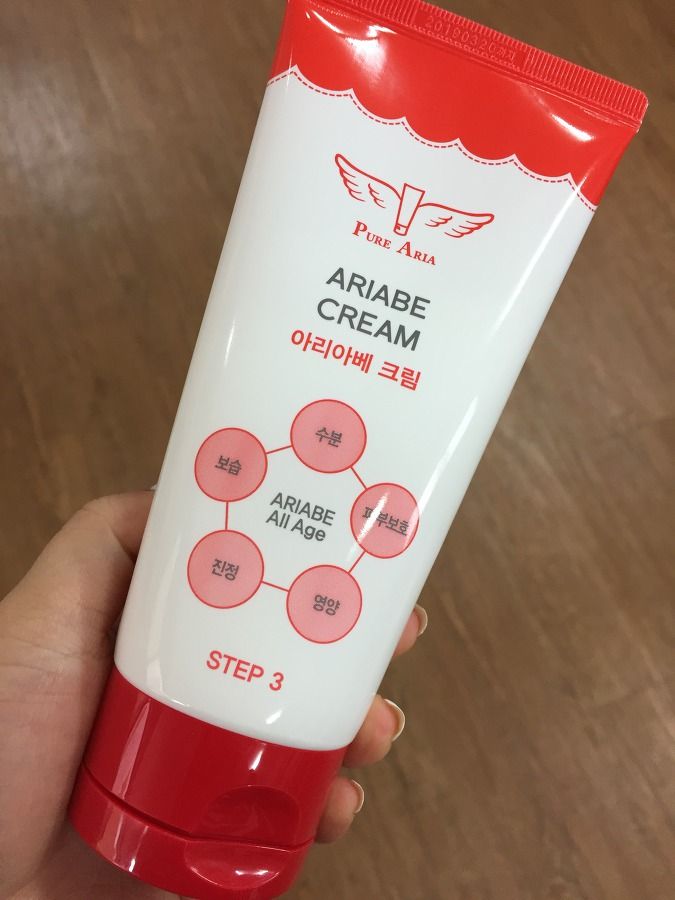 PURE ARIA
ARIABE
CREAM
아리아베 크림
수분
보습
피부보호
ARIABE
All Age
진정
영양
STEP 3